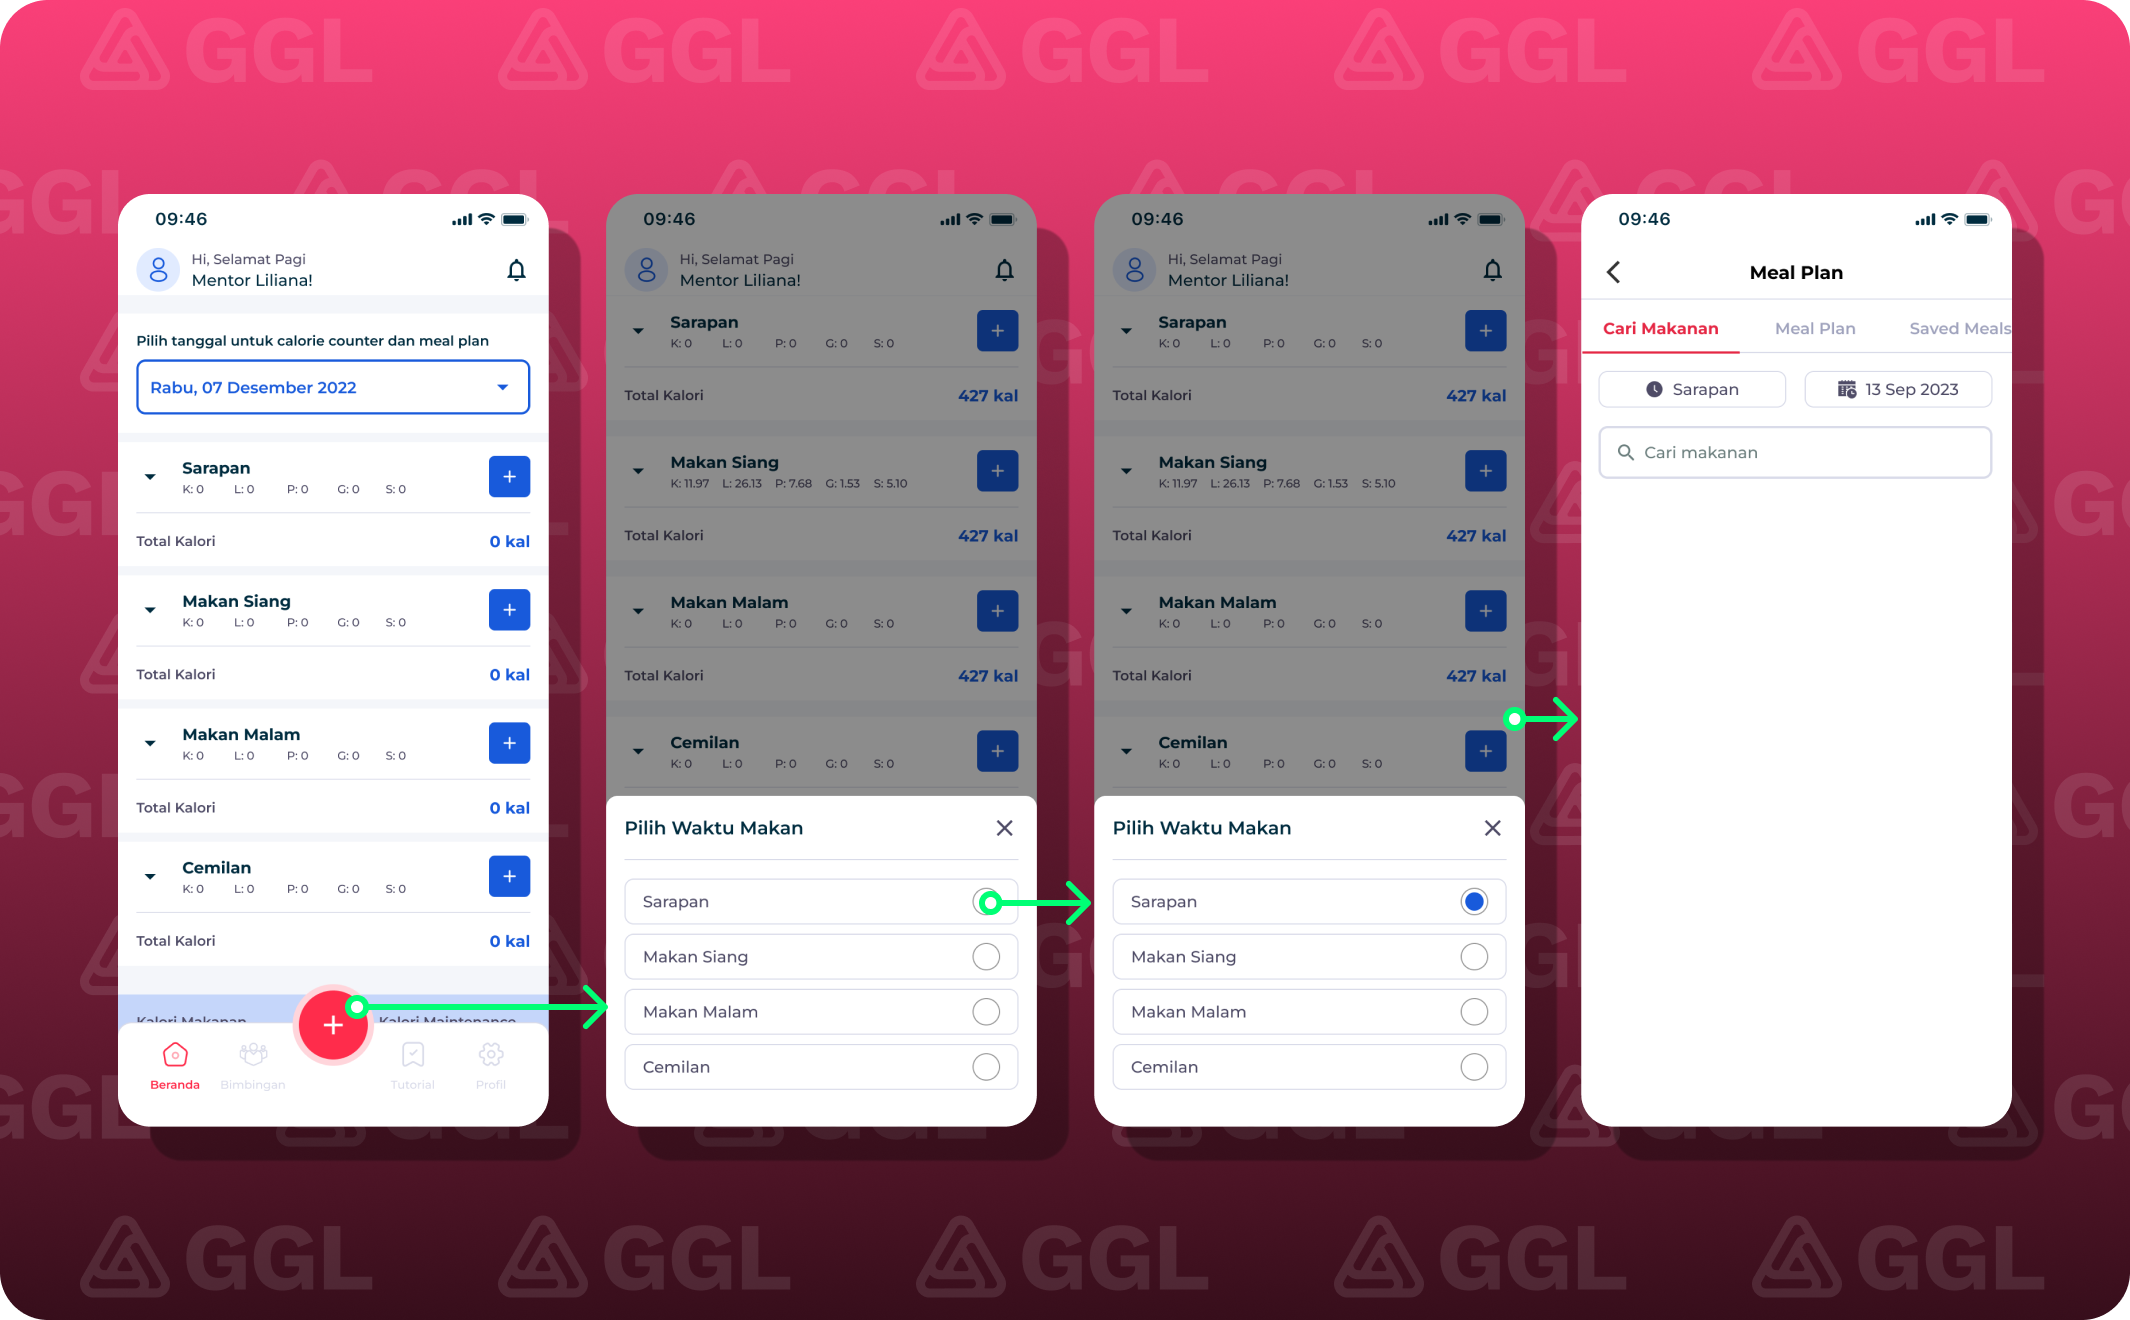 GGL GGL GGL GGL GGL
09:46
Hi, Selamat Pagi
Mentor Liliana!
Pilih tanggal untuk calorie counter dan meal plan
Rabu, 07 Desember 2022
Sarapan
K: 0 L: 0 P: 0 G: 0 S: 0
Total Kalori 0 kal
Makan Siang
K: 0 L: 0 P: 0 G: 0 S: 0
Total Kalori 0 kal
Makan Malam
K: 0 L: 0 P: 0 G: 0 S: 0
Total Kalori 0 kal
Cemilan
K: 0 L: 0 P: 0 G: 0 S: 0
Total Kalori 0 kal
Kalori Makanan Kalori Maintenance
Beranda Bimbingan Tutorial Profil
09:46
Hi, Selamat Pagi
Mentor Liliana!
Sarapan
K: 0 L: 0 P: 0 G: 0 S: 0
Total Kalori 427 kal
Makan Siang
K: 11.97 L: 26.13 P: 7.68 G: 1.53 S: 5.10
Total Kalori 427 kal
Makan Malam
K: 0 L: 0 P: 0 G: 0 S: 0
Total Kalori 427 kal
Cemilan
K: 0 L: 0 P: 0 G: 0 S: 0
Pilih Waktu Makan
Sarapan
Makan Siang
Makan Malam
Cemilan
09:46
Hi, Selamat Pagi
Mentor Liliana!
Sarapan
K: 0 L: 0 P: 0 G: 0 S: 0
Total Kalori 427 kal
Makan Siang
K: 11.97 L: 26.13 P: 7.68 G: 1.53 S: 5.10
Total Kalori 427 kal
Makan Malam
K: 0 L: 0 P: 0 G: 0 S: 0
Total Kalori 427 kal
Cemilan
K: 0 L: 0 P: 0 G: 0 S: 0
Pilih Waktu Makan
Sarapan
Makan Siang
Makan Malam
Cemilan
09:46
Meal Plan
Cari Makanan Meal Plan Saved Meals
Sarapan 13 Sep 2023
Cari makanan
GGL GGL GGL GGL GGL